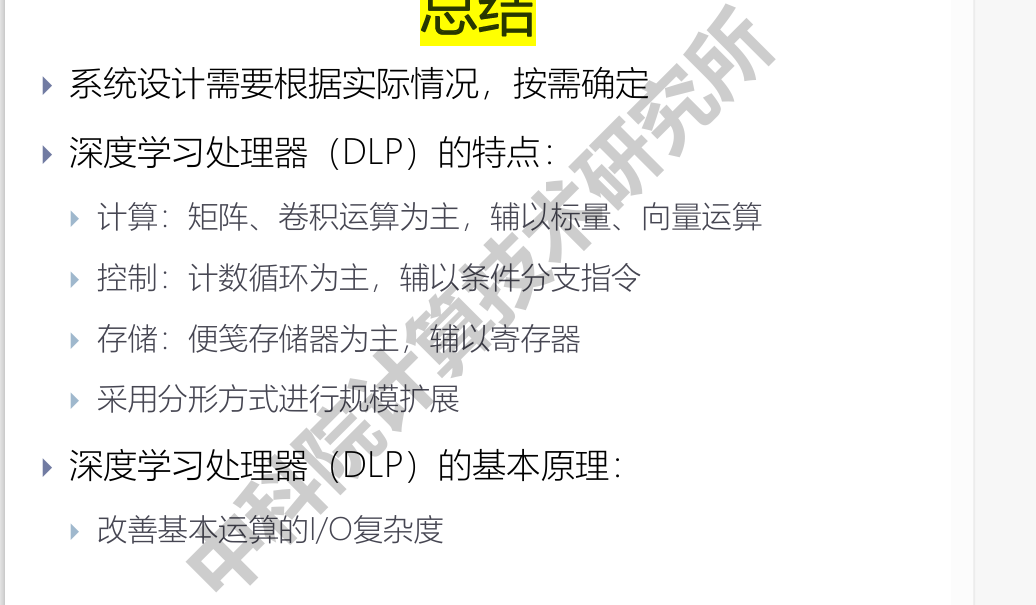 总结
系统设计需要根据实际情况，按需确定
深度学习处理器（DLP）的特点：
计算：矩阵、卷积运算为主，辅以标量、向量运算
控制：计数循环为主，辅以条件分支指令
存储：便笺存储器为主，辅以寄存器
采用分形方式进行规模扩展
深度学习处理器（DLP）的基本原理：
改善基本运算的I/O复杂度
中科院计算技术研究所